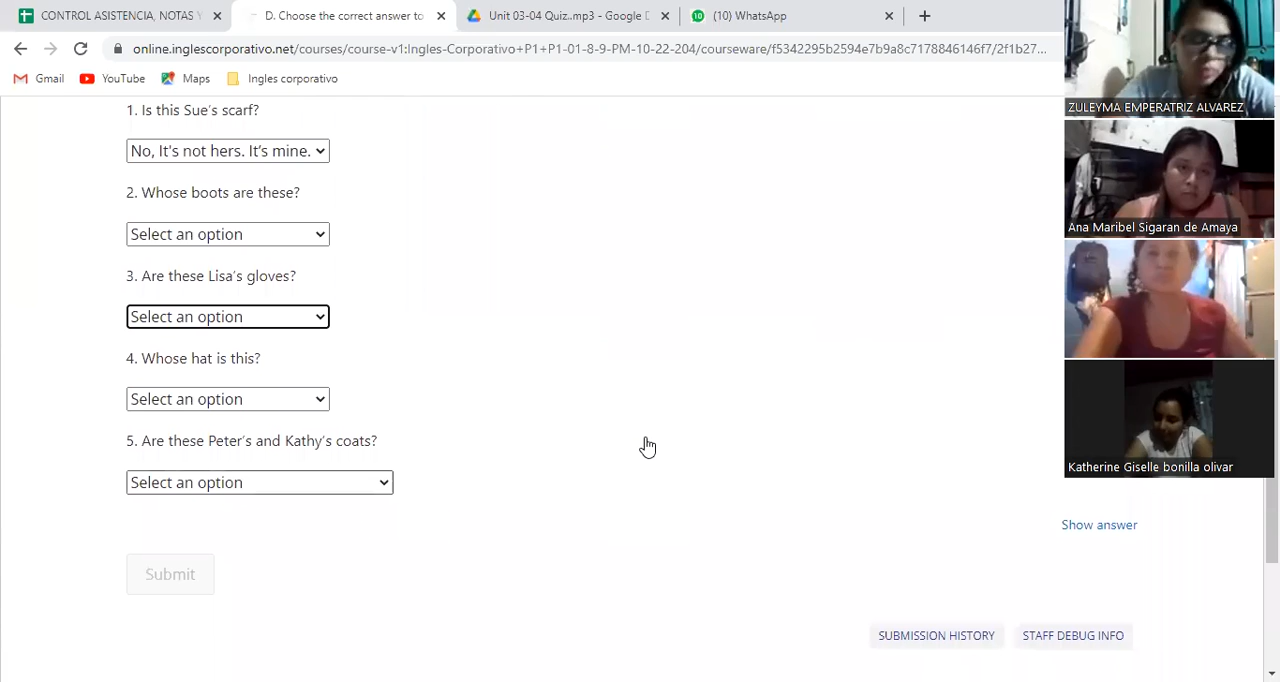 CONTROL ASISTENCIA, NOTAS Y
D. Choose the correct answer to
Unit 03-04 Quiz..mp3 - Google D
(10) WhatsApp
online.inglescorporativo.net/courses/course-v1:Ingles-Corporativo+P1+P1-01-8-9-PM-10-22-204/courseware/f5342295b2594e7b9a8c7178846146f7/2f1b27...
Gmail
YouTube
Maps
Ingles corporativo
ZULEYMA EMPERATRIZ ALVAREZ
1. Is this Sue's scarf?
No, It's not hers. It's mine.
2. Whose boots are these?
Ana Maribel Sigaran de Amaya
Select an option
3. Are these Lisa's gloves?
Select an option
4. Whose hat is this?
Select an option
5. Are these Peter's and Kathy's coats?
Katherine Giselle bonilla olivar
Select an option
Show answer
Submit
SUBMISSION HISTORY
STAFF DEBUG INFO